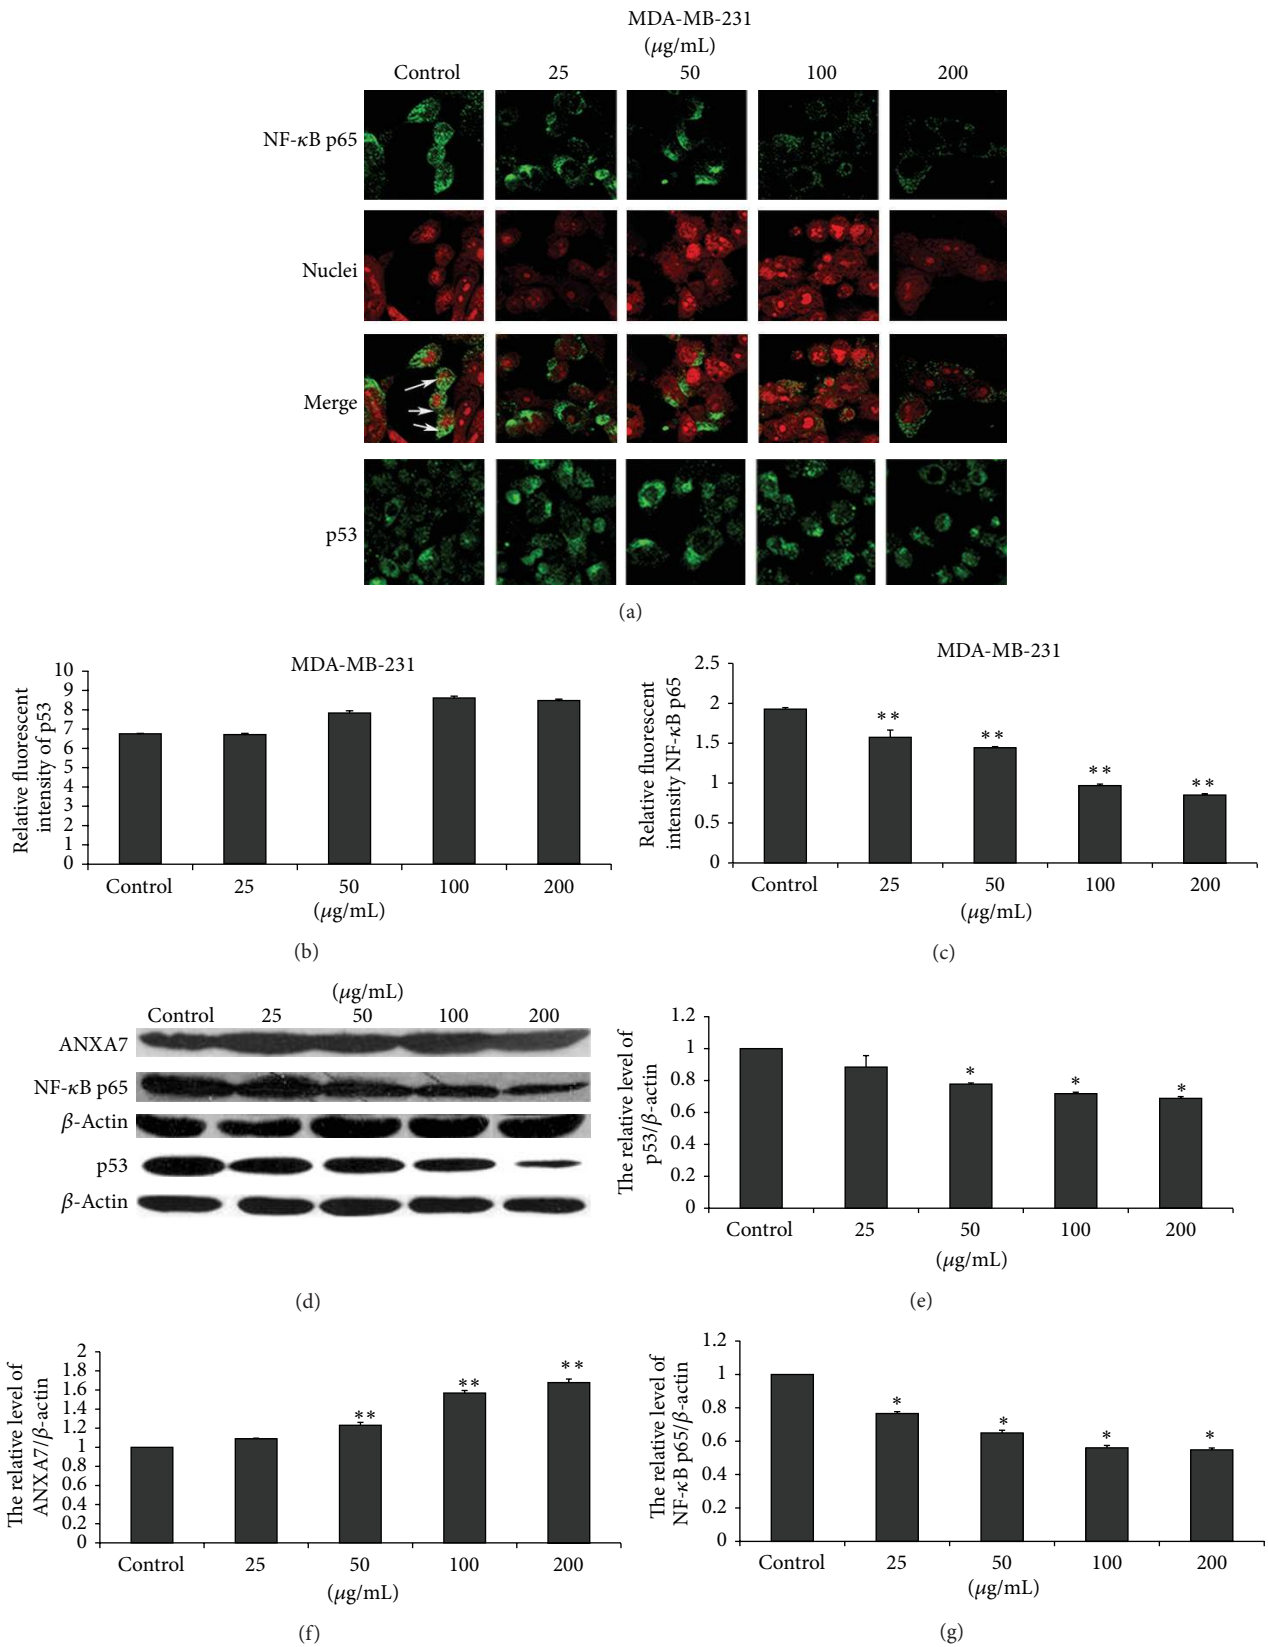 MDA-MB-231
(μg/mL)
Control 25 50 100 200
NF-κB p65
Nuclei
Merge
p53
(a)
MDA-MB-231
Relative fluorescent
intensity of p53
10
9
8
7
6
5
4
3
2
1
0
Control 25 50 100 200
(μg/mL)
(b)
MDA-MB-231
Relative fluorescent
intensity NF-κB p65
2.5
2
1.5
1
0.5
0
**
**
**
**
Control 25 50 100 200
(μg/mL)
(c)
(μg/mL)
Control 25 50 100 200
ANXA7
NF-κB p65
β-Actin
p53
β-Actin
(d)
The relative level of
p53/β-actin
1.2
1
0.8
0.6
0.4
0.2
0
*
*
*
Control 25 50 100 200
(μg/mL)
(e)
The relative level of
ANXA7/β-actin
2
1.8
1.6
1.4
1.2
1
0.8
0.6
0.4
0.2
0
**
**
**
Control 25 50 100 200
(μg/mL)
(f)
The relative level of
NF-κB p65/β-actin
1.2
1
0.8
0.6
0.4
0.2
0
*
*
*
*
Control 25 50 100 200
(μg/mL)
(g)